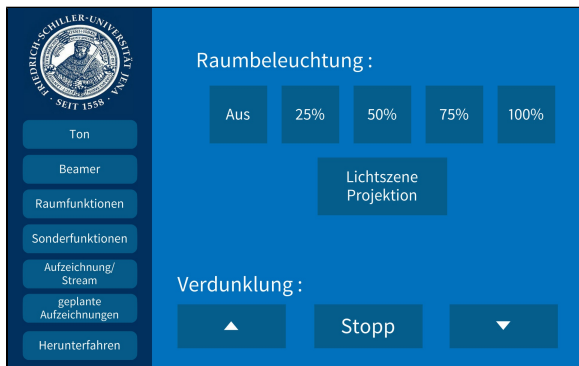 FRIEDRICH-SCHILLER-UNIVERSITÄT JENA
SEIT 1558
Ton
Beamer
Raumfunktionen
Sonderfunktionen
Aufzeichnung/
Stream
geplante
Aufzeichnungen
Herunterfahren
Raumbeleuchtung :
Aus 25% 50% 75% 100%
Lichtszene
Projektion
Verdunklung :
▲ Stopp ▼